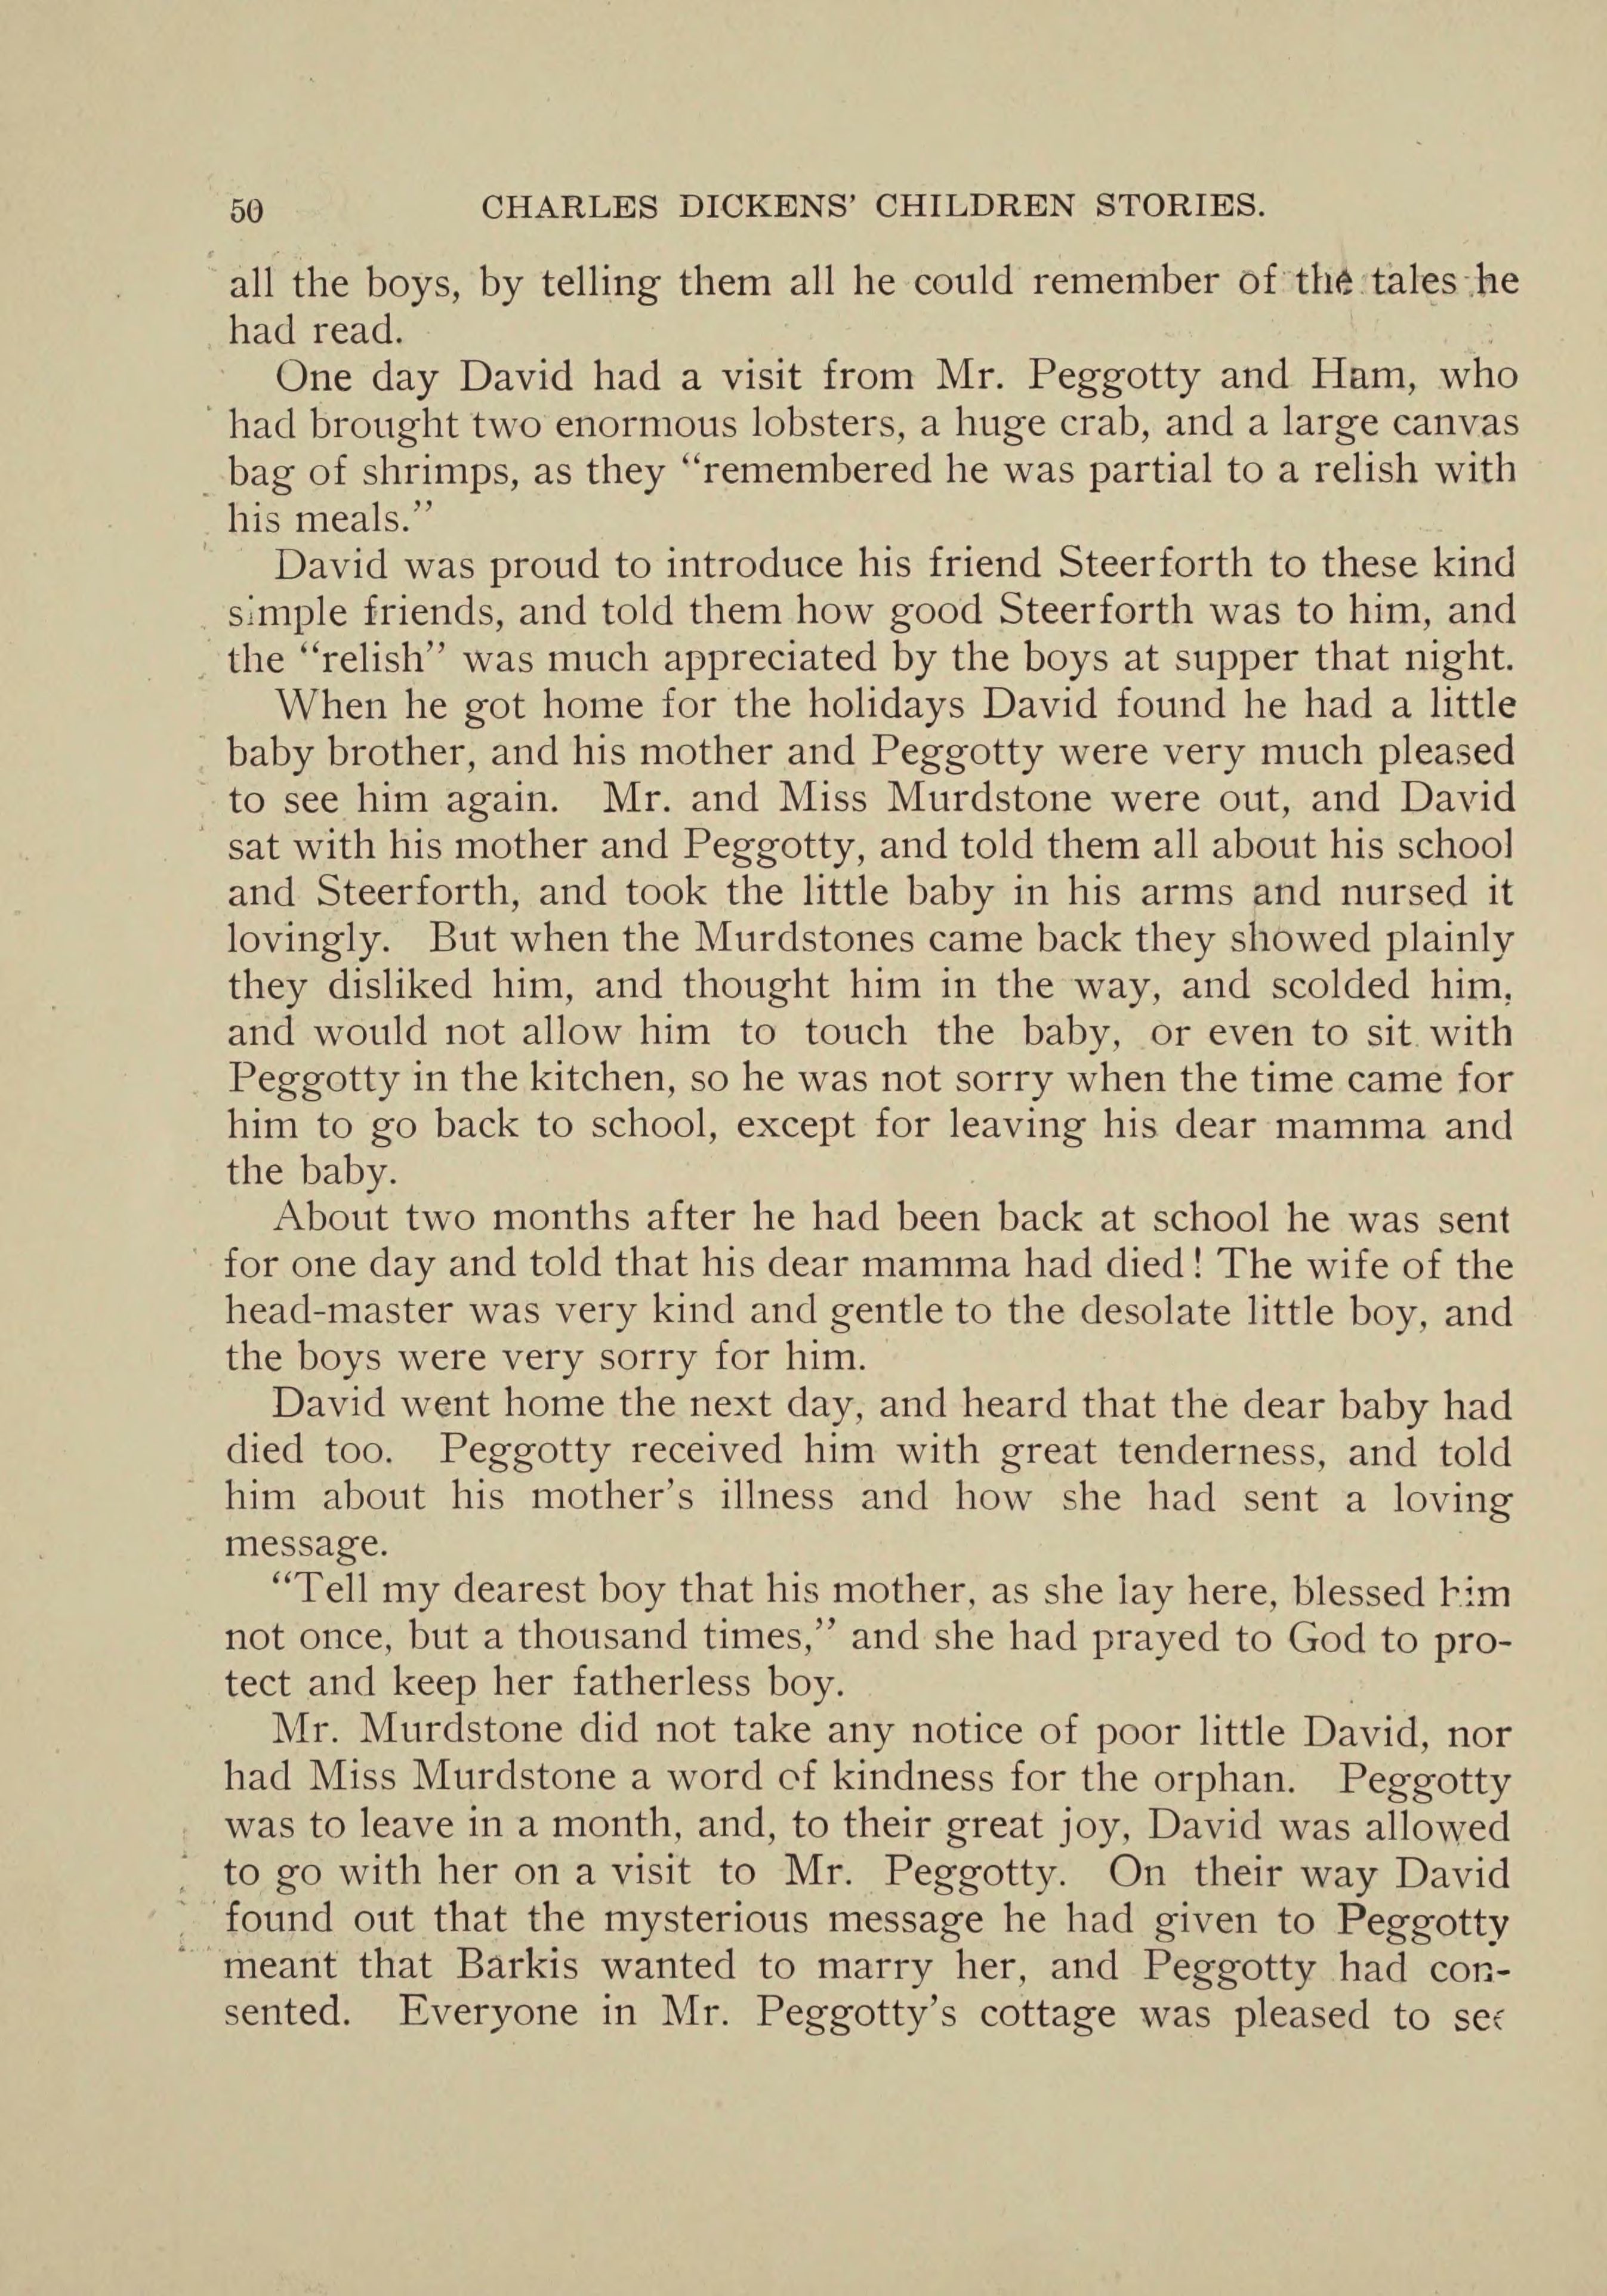 50 CHARLES DICKENS’ CHILDREN STORIES.
all the boys, by telling them all he could remember of the tales he
had read.
One day David had a visit from Mr. Peggotty and Ham, who
had brought two enormous lobsters, a huge crab, and a large canvas
bag of shrimps, as they “remembered he was partial to a relish with
his meals.”
David was proud to introduce his friend Steerforth to these kind
simple friends, and told them how good Steerforth was to him, and
the “relish” was much appreciated by the boys at supper that night.
When he got home for the holidays David found he had a little
baby brother, and his mother and Peggotty were very much pleased
to see him again. Mr. and Miss Murdstone were out, and David
sat with his mother and Peggotty, and told them all about his school
and Steerforth, and took the little baby in his arms and nursed it
lovingly. But when the Murdstones came back they showed plainly
they disliked him, and thought him in the way, and scolded him,
and would not allow him to touch the baby, or even to sit with
Peggotty in the kitchen, so he was not sorry when the time came for
him to go back to school, except for leaving his dear mamma and
the baby.
About two months after he had been back at school he was sent
for one day and told that his dear mamma had died! The wife of the
head-master was very kind and gentle to the desolate little boy, and
the boys were very sorry for him.
David went home the next day, and heard that the dear baby had
died too. Peggotty received him with great tenderness, and told
him about his mother’s illness and how she had sent a loving
message.
“Tell my dearest boy that his mother, as she lay here, blessed him
not once, but a thousand times,” and she had prayed to God to pro-
tect and keep her fatherless boy.
Mr. Murdstone did not take any notice of poor little David, nor
had Miss Murdstone a word of kindness for the orphan. Peggotty
was to leave in a month, and, to their great joy, David was allowed
to go with her on a visit to Mr. Peggotty. On their way David
found out that the mysterious message he had given to Peggotty
meant that Barkis wanted to marry her, and Peggotty had con-
sented. Everyone in Mr. Peggotty’s cottage was pleased to see